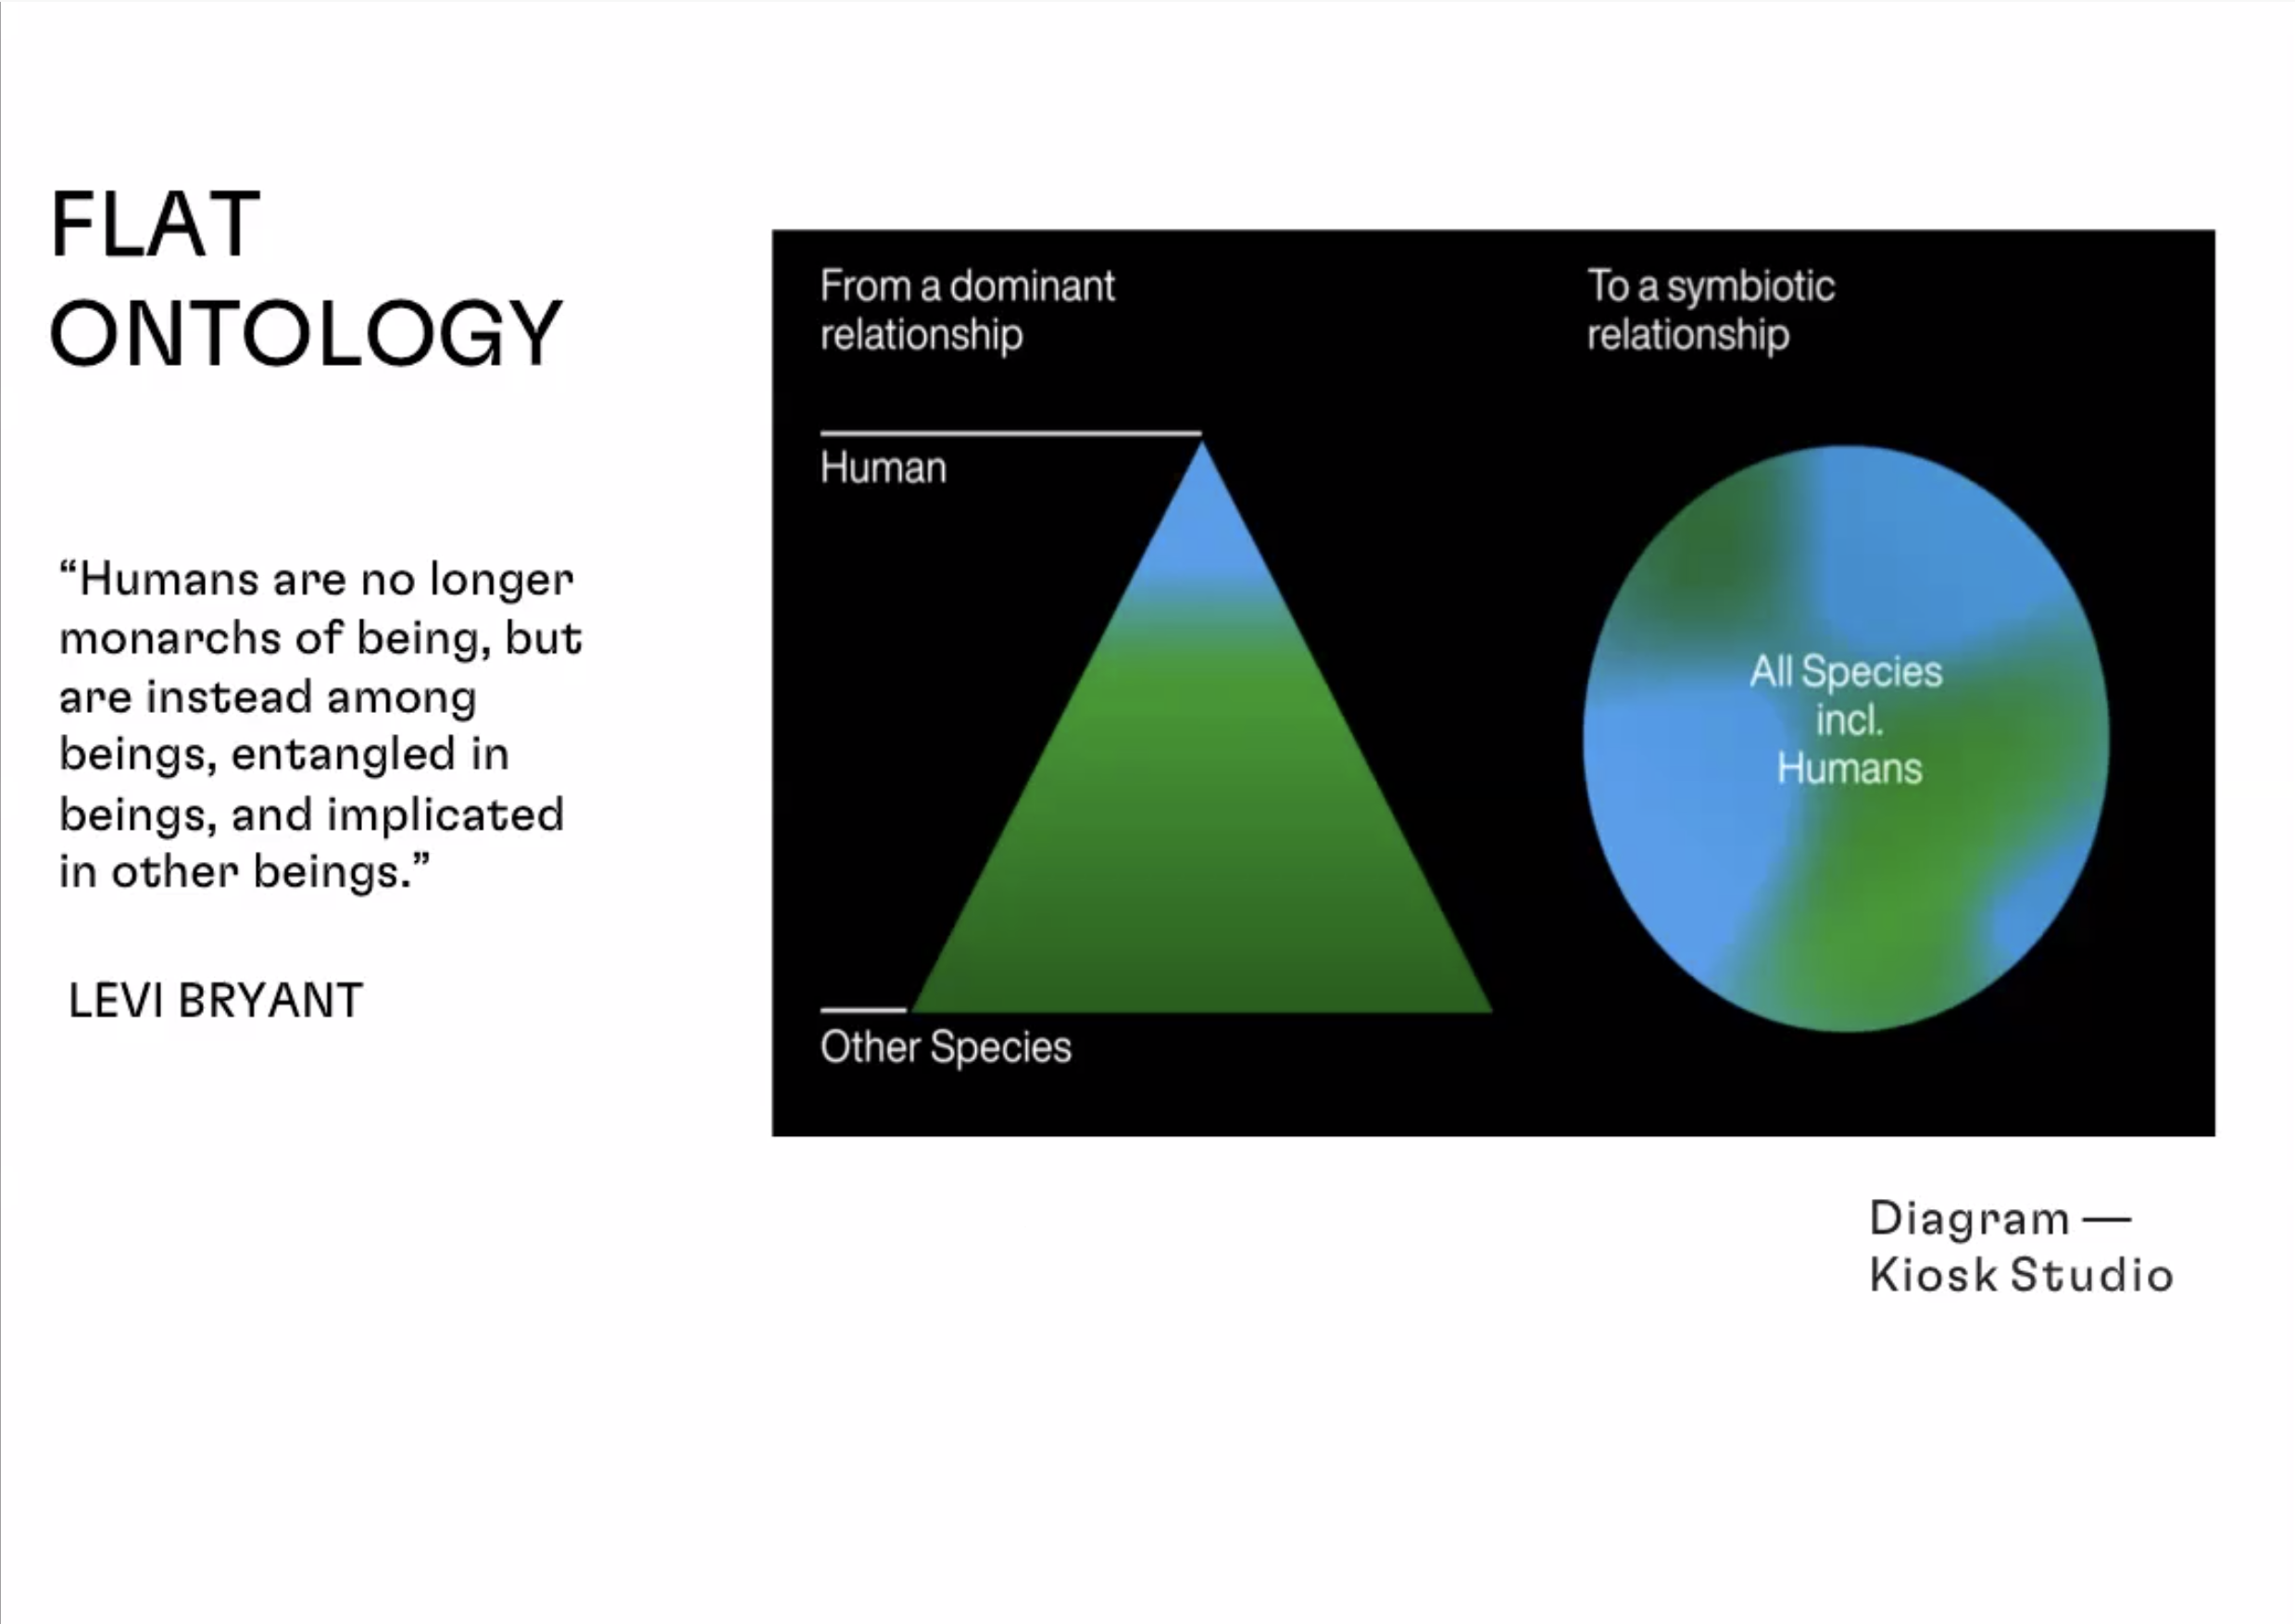 FLAT
ONTOLOGY
“Humans are no longer
monarchs of being, but
are instead among
beings, entangled in
beings, and implicated
in other beings.”
LEVI BRYANT
From a dominant
relationship
Human
Other Species
To a symbiotic
relationship
All Species
incl.
Humans
Diagram —
Kiosk Studio